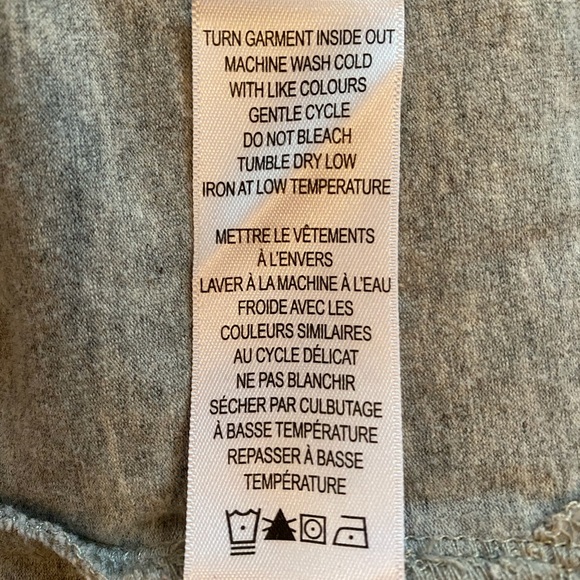 TURN GARMENT INSIDE OUT
MACHINE WASH COLD
WITH LIKE COLOURS
GENTLE CYCLE
DO NOT BLEACH
TUMBLE DRY LOW
IRON AT LOW TEMPERATURE
METTRE LE VÊTEMENTS
À L'ENVERS
LAVER À LA MACHINE À L'EAU
FROIDE AVEC LES
COULEURS SIMILAIRES
AU CYCLE DÉLICAT
NE PAS BLANCHIR
SÉCHER PAR CULBUTAGE
À BASSE TEMPÉRATURE
REPASSER À BASSE
TEMPÉRATURE